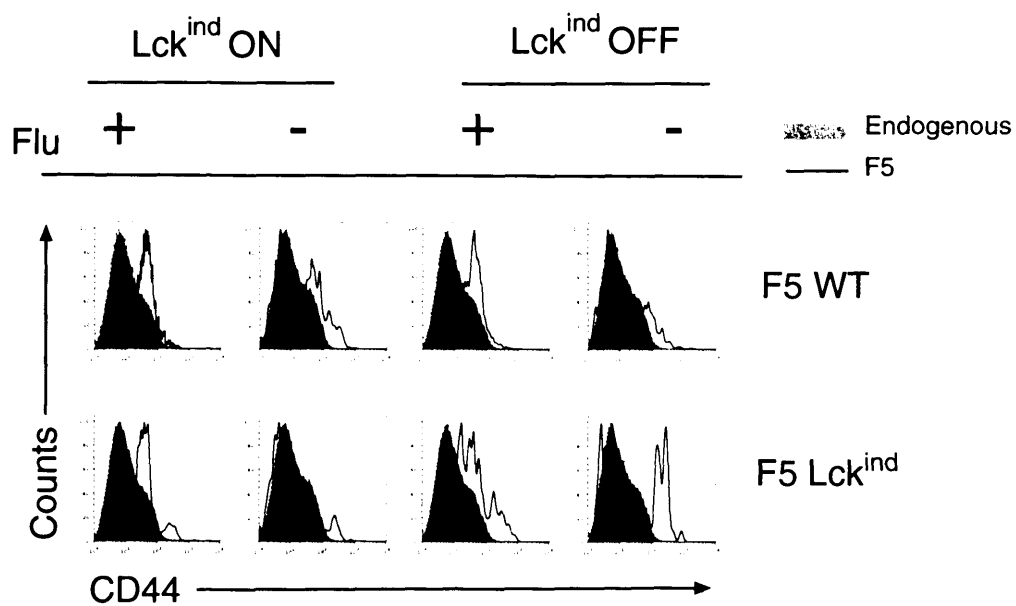 Lck^ind ON
Lck^ind OFF
Flu + - + -
Endogenous
F5
F5 WT
F5 Lck^ind
Counts
CD44